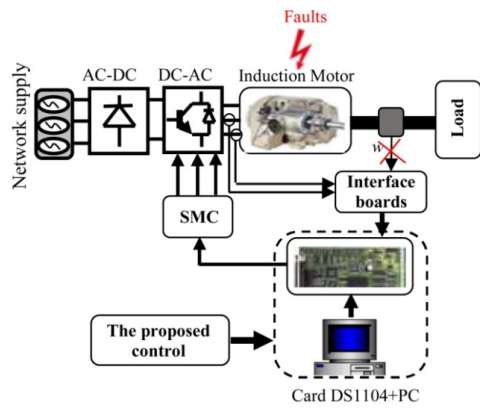 Faults
AC-DC
DC-AC
Induction Motor
Network supply
Load
w
Interface
boards
SMC
The proposed
control
Card DS1104+PC